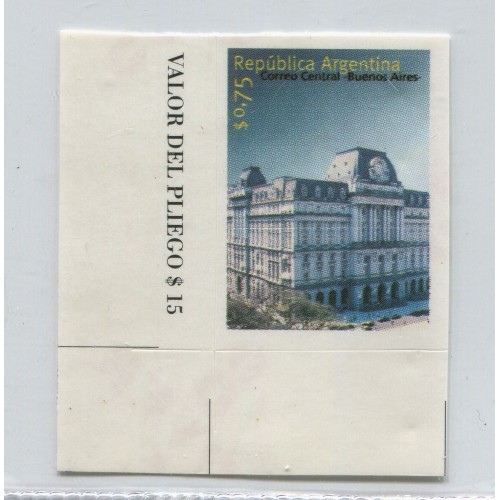 República Argentina
Correo Central -Buenos Aires-
$0,75
VALOR DEL PLIEGO $ 15